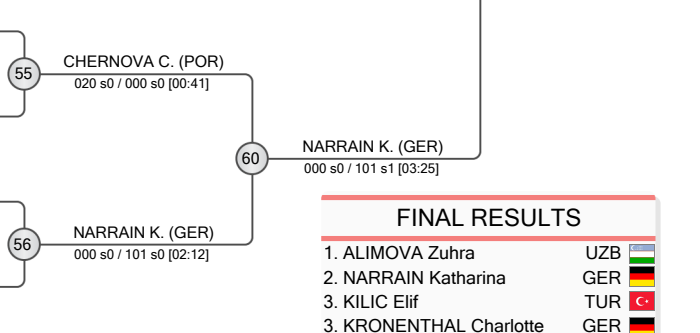 55
CHERNOVA C. (POR)
020 s0 / 000 s0 [00:41]
60
NARRAIN K. (GER)
000 s0 / 101 s1 [03:25]
56
NARRAIN K. (GER)
000 s0 / 101 s0 [02:12]
FINAL RESULTS
1. ALIMOVA Zuhra UZB
2. NARRAIN Katharina GER
3. KILIC Elif TUR
3. KRONENTHAL Charlotte GER